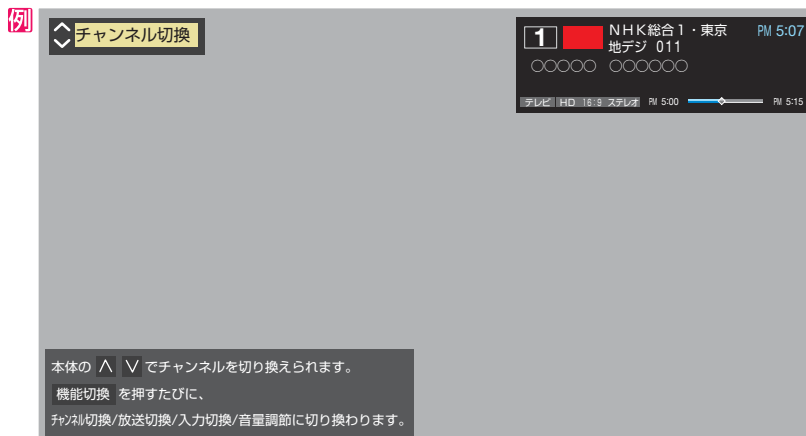 例
チャンネル切換
1
NHK総合1・東京 PM 5:07
地デジ 011
○○○○○ ○○○○○○
テレビ HD 16:9 ステレオ PM 5:00 PM 5:15
本体の ∧ ∨ でチャンネルを切り換えられます。
機能切換 を押すたびに、
チャンネル切換/放送切換/入力切換/音量調節に切り換わります。